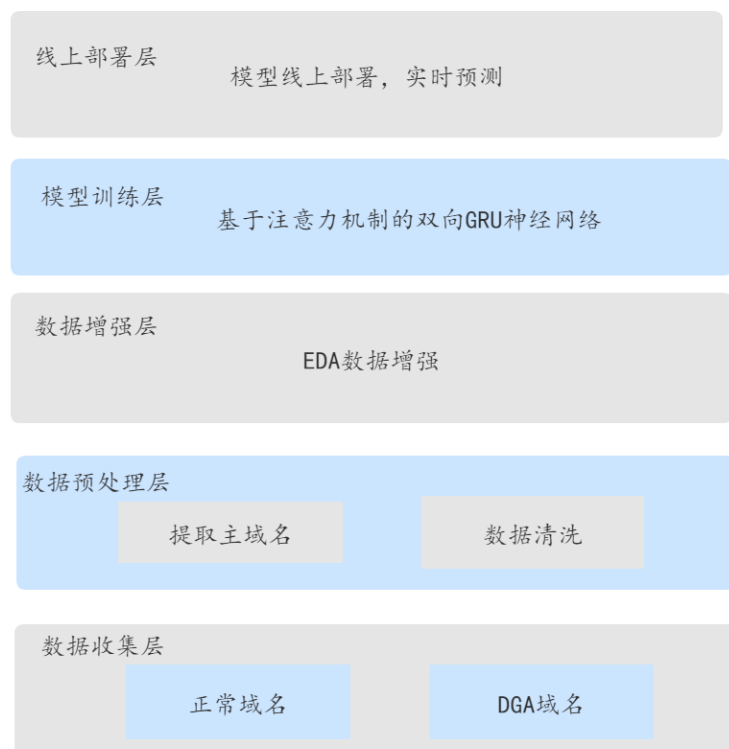 线上部署层
模型线上部署，实时预测
模型训练层
基于注意力机制的双向GRU神经网络
数据增强层
EDA数据增强
数据预处理层
提取主域名
数据清洗
数据收集层
正常域名
DGA域名